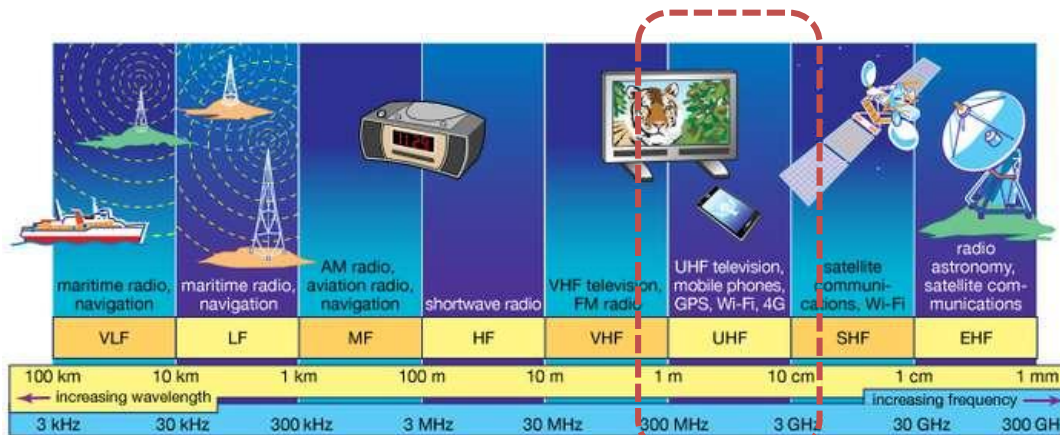 11:29
maritime radio,
navigation
maritime radio,
navigation
AM radio,
aviation radio,
navigation
shortwave radio
VHF television,
FM radio
UHF television,
mobile phones,
GPS, Wi-Fi, 4G
satellite
communi-
cations, Wi-Fi
radio
astronomy,
satellite com-
munications
VLF LF MF HF VHF UHF SHF EHF
100 km 10 km 1 km 100 m 10 m 1 m 10 cm 1 cm 1 mm
increasing wavelength increasing frequency
3 kHz 30 kHz 300 kHz 3 MHz 30 MHz 300 MHz 3 GHz 30 GHz 300 GH